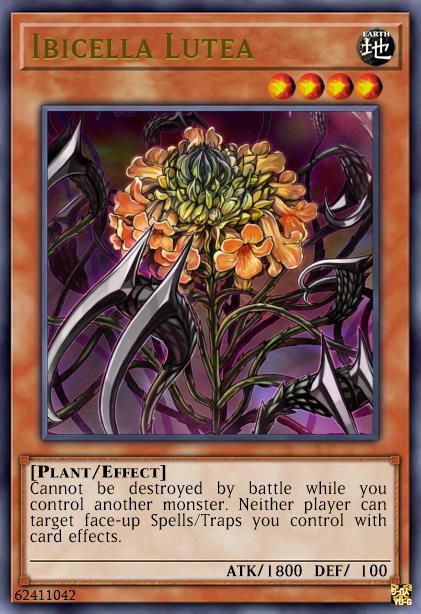 Ibicella Lutea
EARTH
地
[Plant/Effect]
Cannot be destroyed by battle while you
control another monster. Neither player can
target face-up Spells/Traps you control with
card effects.
ATK/1800 DEF/ 100
62411042